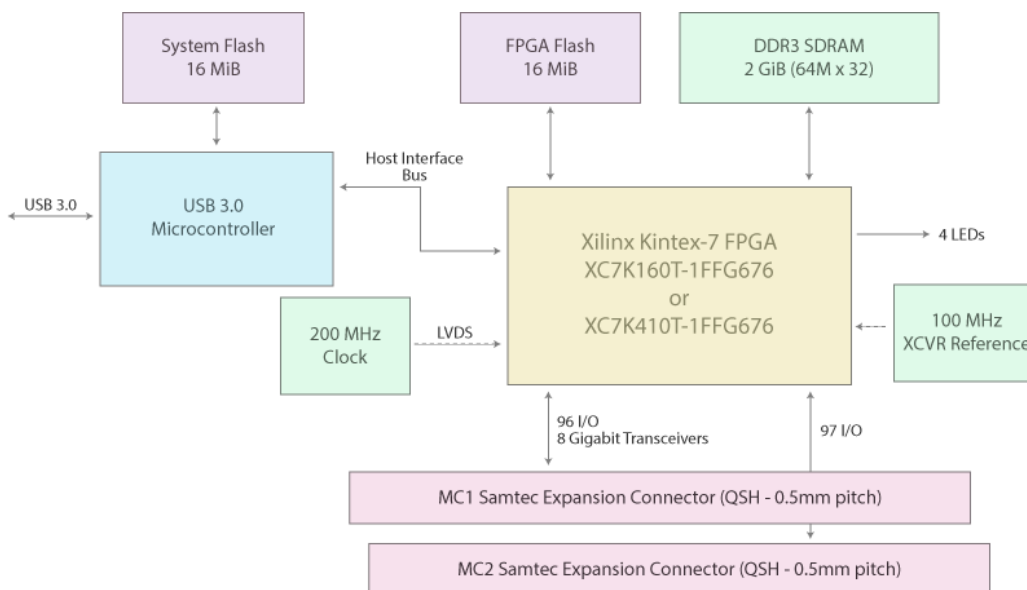 System Flash
16 MiB
FPGA Flash
16 MiB
DDR3 SDRAM
2 GiB (64M x 32)
Host Interface
Bus
USB 3.0
USB 3.0
Microcontroller
Xilinx Kintex-7 FPGA
XC7K160T-1FFG676
or
XC7K410T-1FFG676
4 LEDs
200 MHz
Clock
LVDS
100 MHz
XCVR Reference
96 I/O
8 Gigabit Transceivers
97 I/O
MC1 Samtec Expansion Connector (QSH - 0.5mm pitch)
MC2 Samtec Expansion Connector (QSH - 0.5mm pitch)